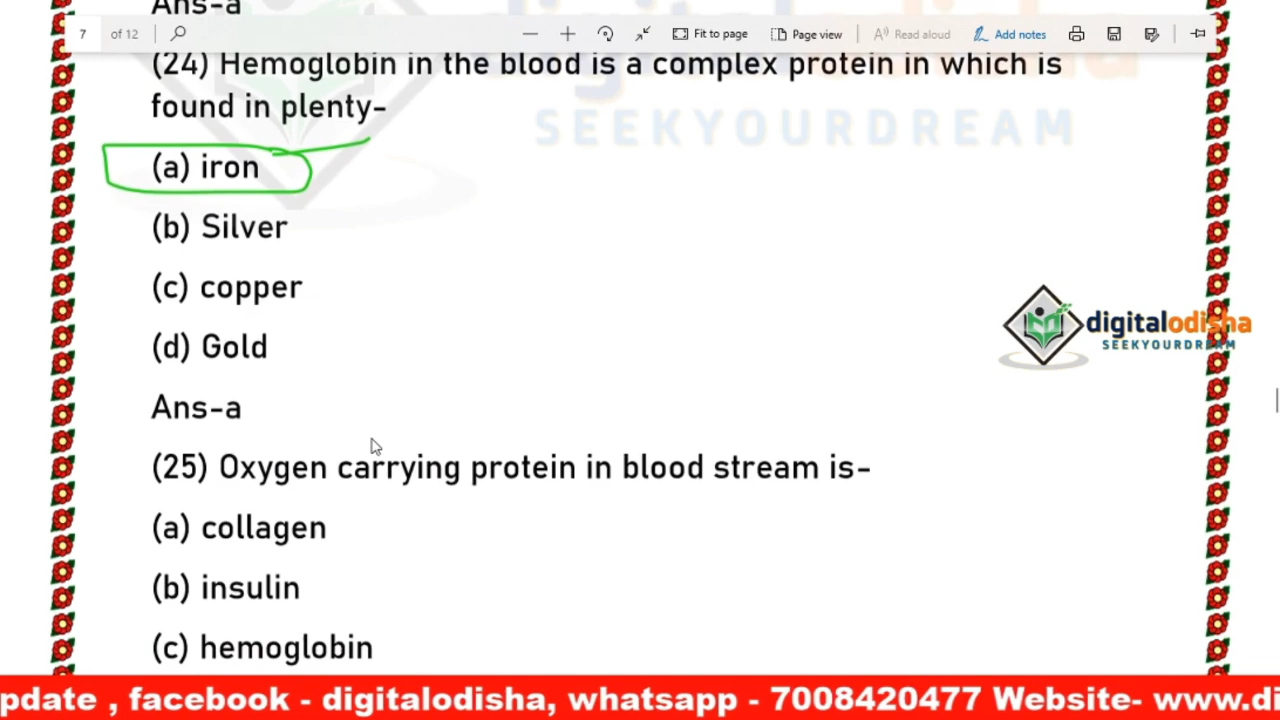 Ans-a
7 of 12 Fit to page Page view Read aloud Add notes
(24) Hemoglobin in the blood is a complex protein in which is
found in plenty-
SEEKYOURDREAM
(a) iron
(b) Silver
(c) copper
digitalodisha
SEEKYOURDREAM
(d) Gold
Ans-a
(25) Oxygen carrying protein in blood stream is-
(a) collagen
(b) insulin
(c) hemoglobin
pdate , facebook - digitalodisha, whatsapp - 7008420477 Website- www.di